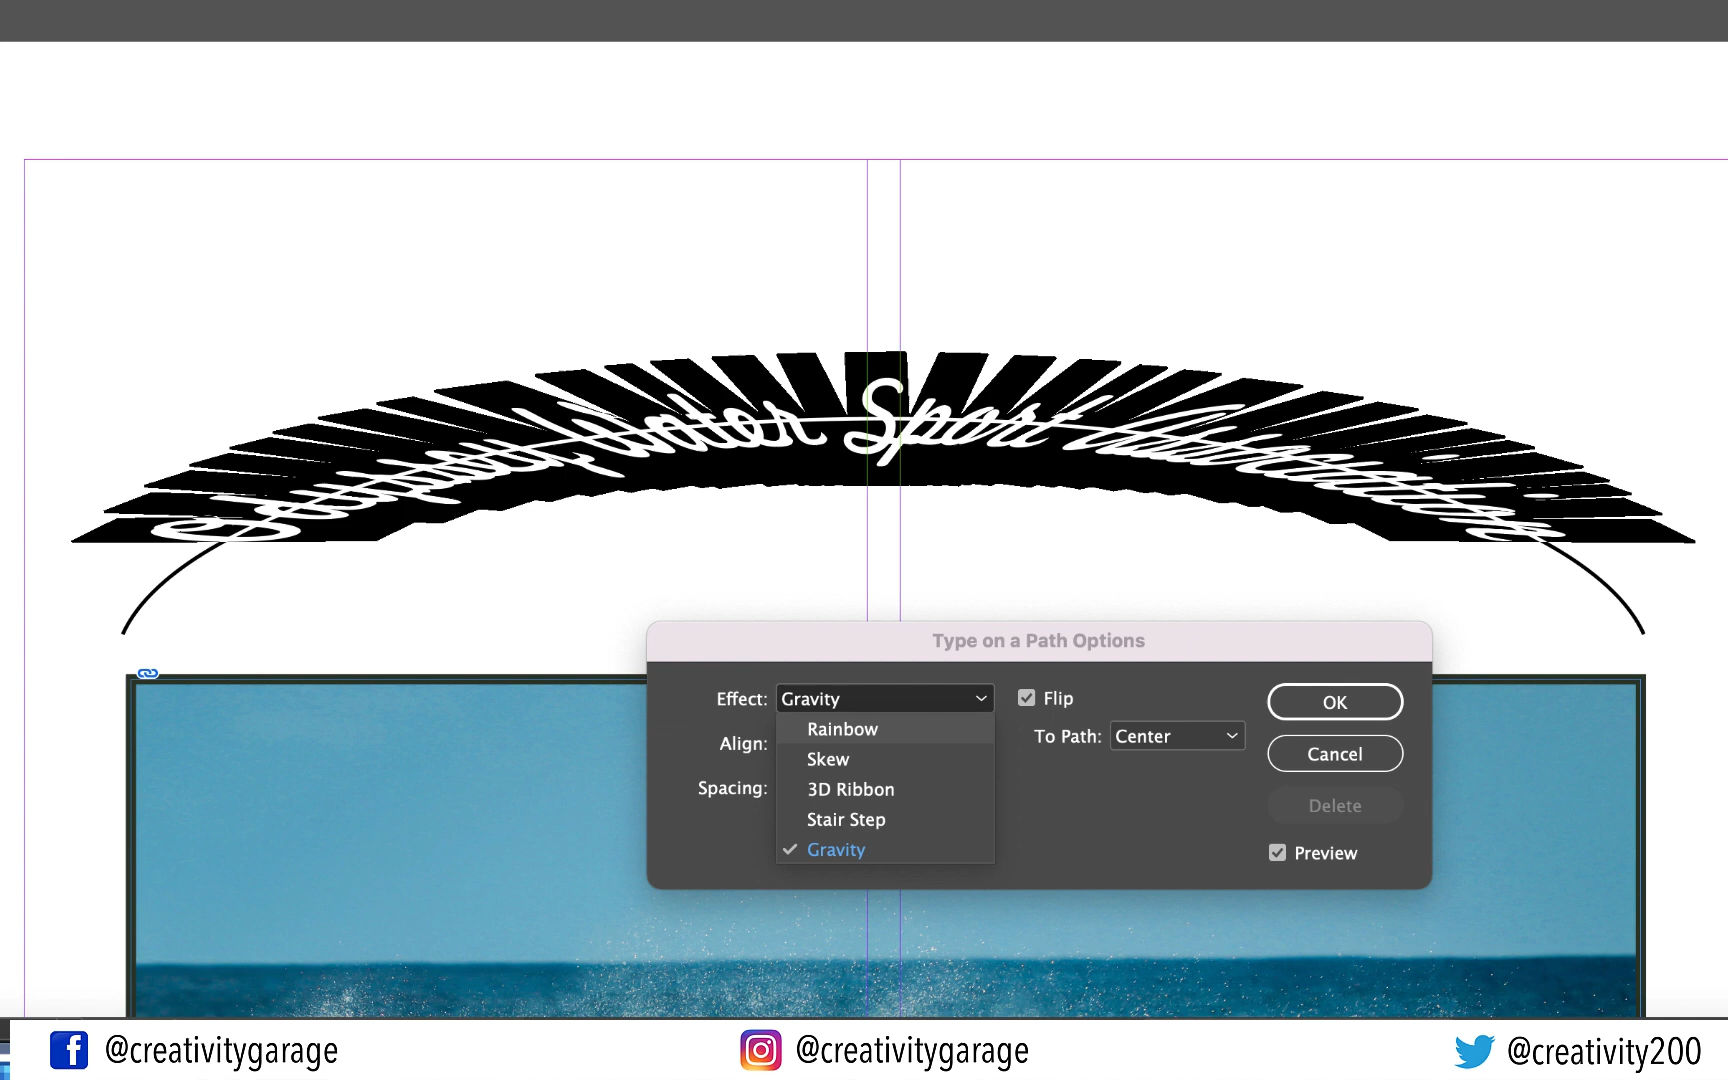 Water Sport
Type on a Path Options
Effect: Gravity
Flip
OK
Rainbow
To Path: Center
Align:
Skew
Cancel
Spacing:
3D Ribbon
Delete
Stair Step
Gravity
Preview
@creativitygarage
@creativitygarage
@creativity200